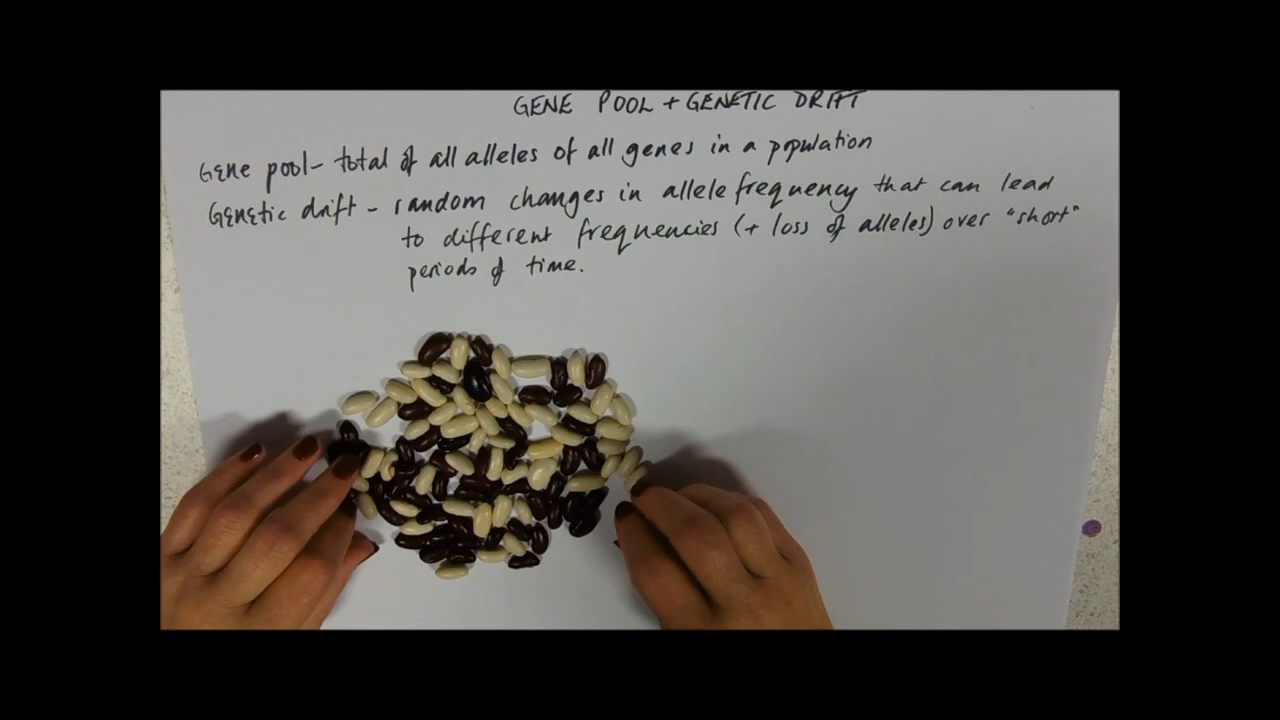 GENE POOL + GENETIC DRIFT
Gene pool - total of all alleles of all genes in a population
Genetic drift - random changes in allele frequency that can lead
to different frequencies (+ loss of alleles) over "short"
periods of time.